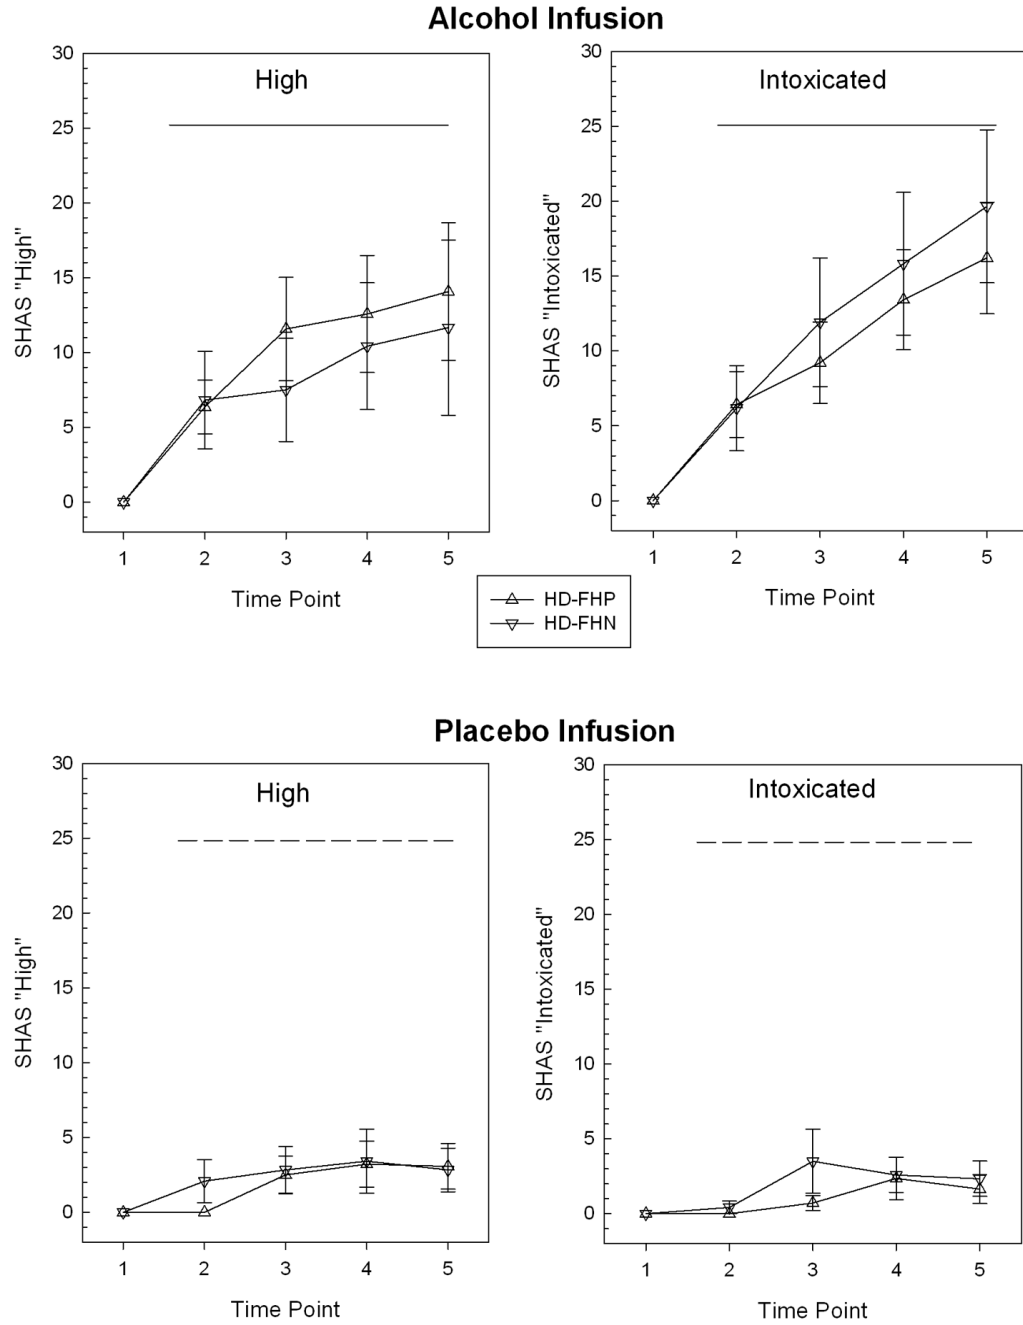 Alcohol Infusion
High
30
25
20
15
10
5
0
SHAS "High"
1 2 3 4 5
Time Point
Intoxicated
30
25
20
15
10
5
0
SHAS "Intoxicated"
1 2 3 4 5
Time Point
HD-FHP
HD-FHN
Placebo Infusion
High
30
25
20
15
10
5
0
SHAS "High"
1 2 3 4 5
Time Point
Intoxicated
30
25
20
15
10
5
0
SHAS "Intoxicated"
1 2 3 4 5
Time Point